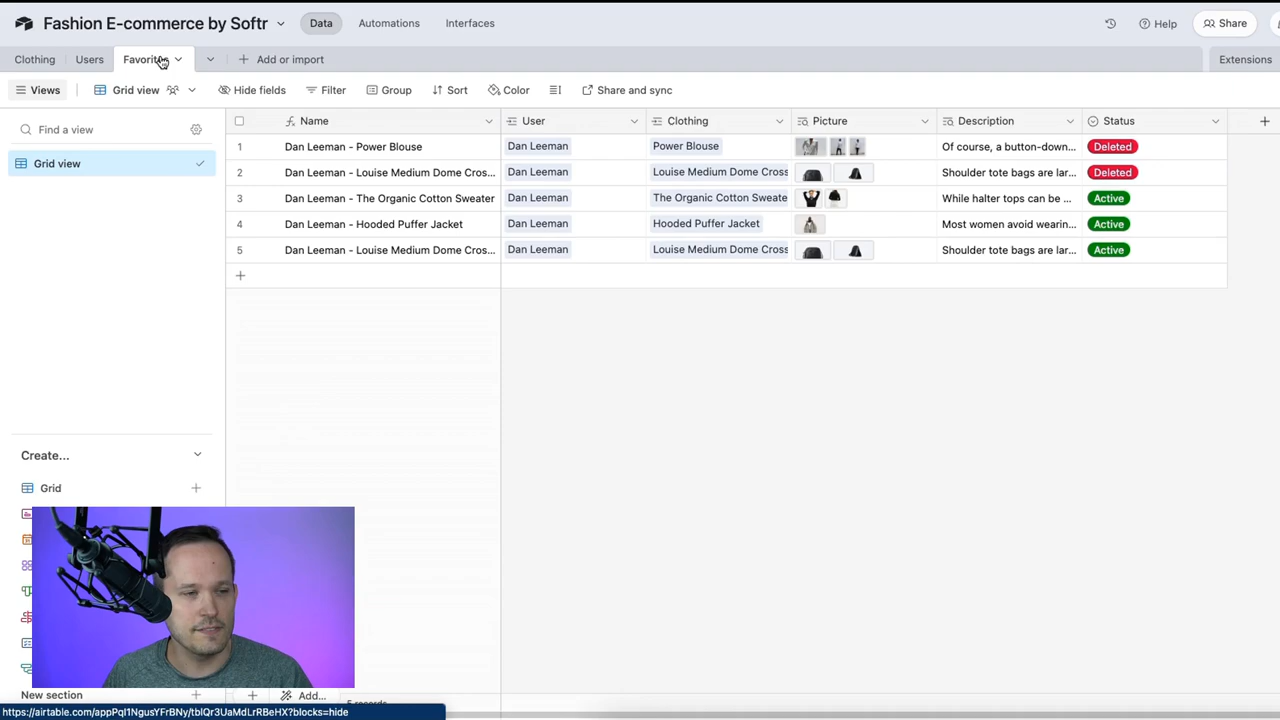 Fashion E-commerce by Softr Data Automations Interfaces Help Share
Clothing Users Favorit Add or import Extensions
Views Grid view Hide fields Filter Group Sort Color Share and sync
Find a view
Grid view
Name User Clothing Picture Description Status
1 Dan Leeman - Power Blouse Dan Leeman Power Blouse Of course, a button-down... Deleted
2 Dan Leeman - Louise Medium Dome Cros... Dan Leeman Louise Medium Dome Cross Shoulder tote bags are lar... Deleted
3 Dan Leeman - The Organic Cotton Sweater Dan Leeman The Organic Cotton Sweate While halter tops can be ... Active
4 Dan Leeman - Hooded Puffer Jacket Dan Leeman Hooded Puffer Jacket Most women avoid wearin... Active
5 Dan Leeman - Louise Medium Dome Cros... Dan Leeman Louise Medium Dome Cross Shoulder tote bags are lar... Active
Create...
Grid
New section
Add...
5 records
https://airtable.com/appPqI1NgusYFrBNy/tblQr3UaMdLrRBeHX?blocks=hide